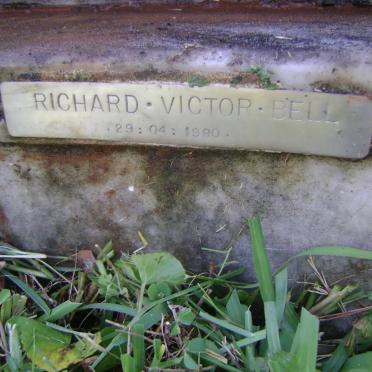 RICHARD · VICTOR · BELL
· 29 : 04 : 1980 ·